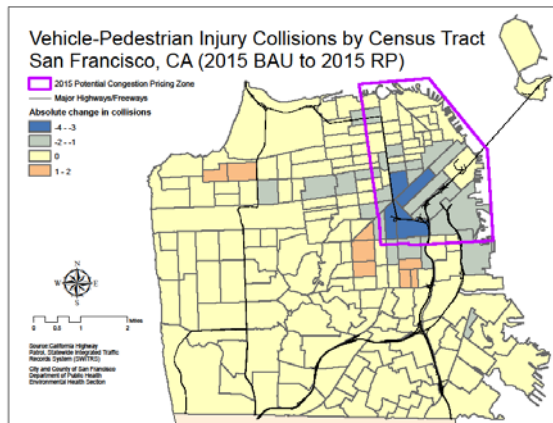 Vehicle-Pedestrian Injury Collisions by Census Tract
San Francisco, CA (2015 BAU to 2015 RP)
2015 Potential Congestion Pricing Zone
Major Highways/Freeways
Absolute change in collisions
-4 - -3
-2 - -1
0
1 - 2
N
W E
S
0 0.5 1 2
Miles
Source:California Highway
Patrol, Statewide Integrated Traffic
Records System (SWITRS)
City and County of San Francisco
Department of Public Health
Environmental Health Section